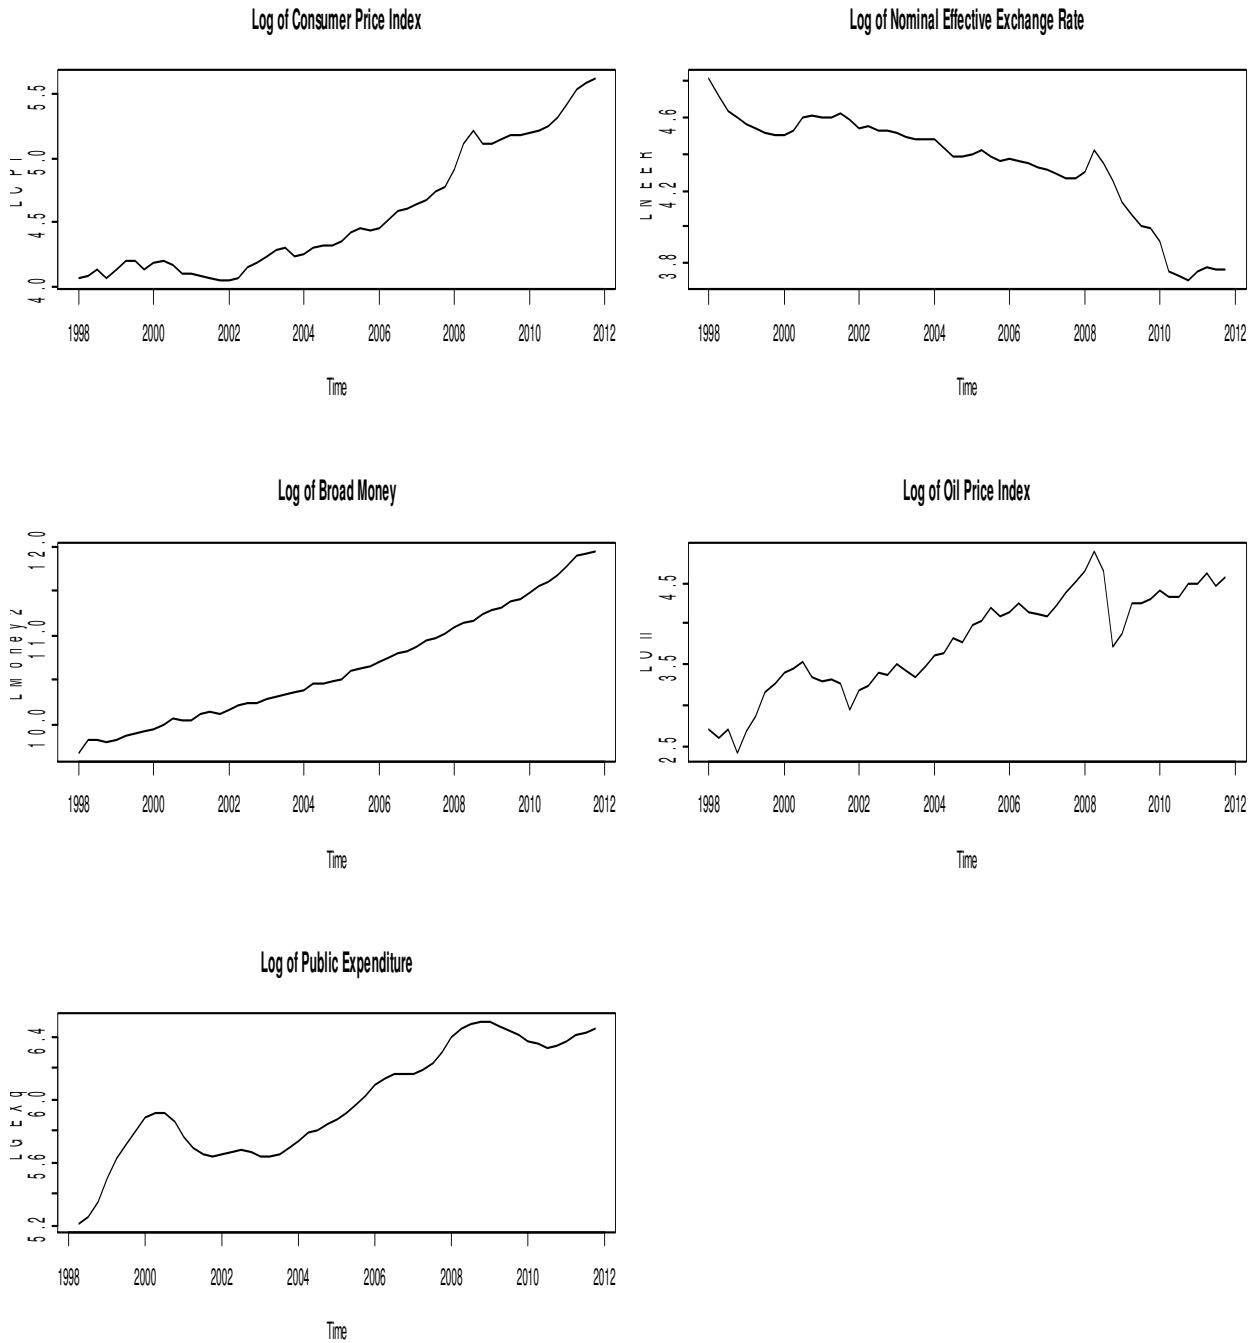 Log of Consumer Price Index
4.0 4.5 5.0 5.5
1998 2000 2002 2004 2006 2008 2010 2012
Time
Log of Nominal Effective Exchange Rate
3.8 4.2 4.6
1998 2000 2002 2004 2006 2008 2010 2012
Time
Log of Broad Money
10.0 11.0 12.0
1998 2000 2002 2004 2006 2008 2010 2012
Time
Log of Oil Price Index
2.5 3.5 4.5
1998 2000 2002 2004 2006 2008 2010 2012
Time
Log of Public Expenditure
5.2 5.6 6.0 6.4
1998 2000 2002 2004 2006 2008 2010 2012
Time